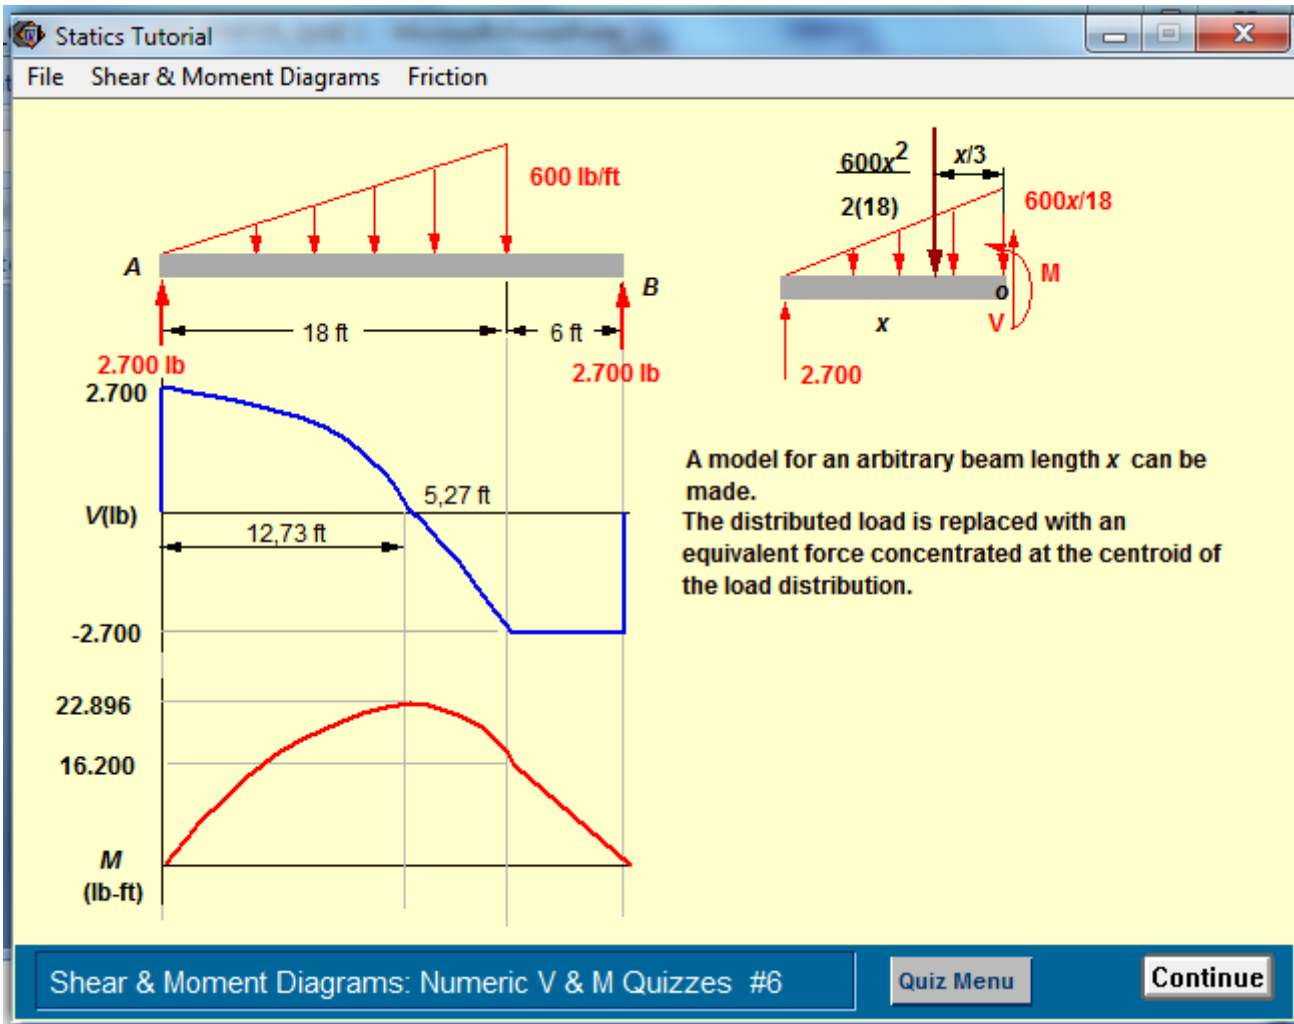 Statics Tutorial
File Shear & Moment Diagrams Friction
600 lb/ft
A
B
18 ft
6 ft
2.700 lb
2.700 lb
600x²
2(18)
x/3
600x/18
M
o
V
x
2.700
2.700
V(lb)
5,27 ft
12,73 ft
-2.700
22.896
16.200
M
(lb-ft)
A model for an arbitrary beam length x can be
made.
The distributed load is replaced with an
equivalent force concentrated at the centroid of
the load distribution.
Shear & Moment Diagrams: Numeric V & M Quizzes #6
Quiz Menu
Continue